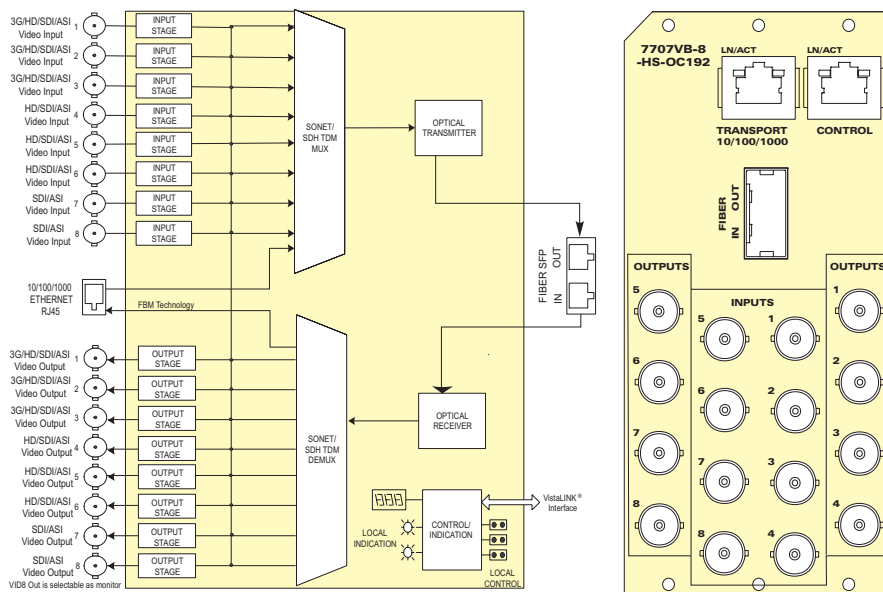 3G/HD/SDI/ASI
Video Input
1
INPUT
STAGE
3G/HD/SDI/ASI
Video Input
2
INPUT
STAGE
3G/HD/SDI/ASI
Video Input
3
INPUT
STAGE
HD/SDI/ASI
Video Input
4
INPUT
STAGE
HD/SDI/ASI
Video Input
5
INPUT
STAGE
HD/SDI/ASI
Video Input
6
INPUT
STAGE
SDI/ASI
Video Input
7
INPUT
STAGE
SDI/ASI
Video Input
8
INPUT
STAGE
SONET/
SDH TDM
MUX
OPTICAL
TRANSMITTER
FIBER SFP
IN OUT
10/100/1000
ETHERNET
RJ45
FBM Technology
3G/HD/SDI/ASI
Video Output
1
OUTPUT
STAGE
3G/HD/SDI/ASI
Video Output
2
OUTPUT
STAGE
3G/HD/SDI/ASI
Video Output
3
OUTPUT
STAGE
HD/SDI/ASI
Video Output
4
OUTPUT
STAGE
HD/SDI/ASI
Video Output
5
OUTPUT
STAGE
HD/SDI/ASI
Video Output
6
OUTPUT
STAGE
SDI/ASI
Video Output
7
OUTPUT
STAGE
SDI/ASI
Video Output
8
OUTPUT
STAGE
VID8 Out is selectable as monitor
SONET/
SDH TDM
DEMUX
OPTICAL
RECEIVER
LOCAL
INDICATION
CONTROL/
INDICATION
VistaLINK®
Interface
LOCAL
CONTROL
7707VB-8
-HS-OC192
LN/ACT
LN/ACT
TRANSPORT
10/100/1000
CONTROL
FIBER
IN OUT
OUTPUTS
OUTPUTS
INPUTS
5
5
1
1
6
6
2
2
7
7
3
3
8
8
4
4